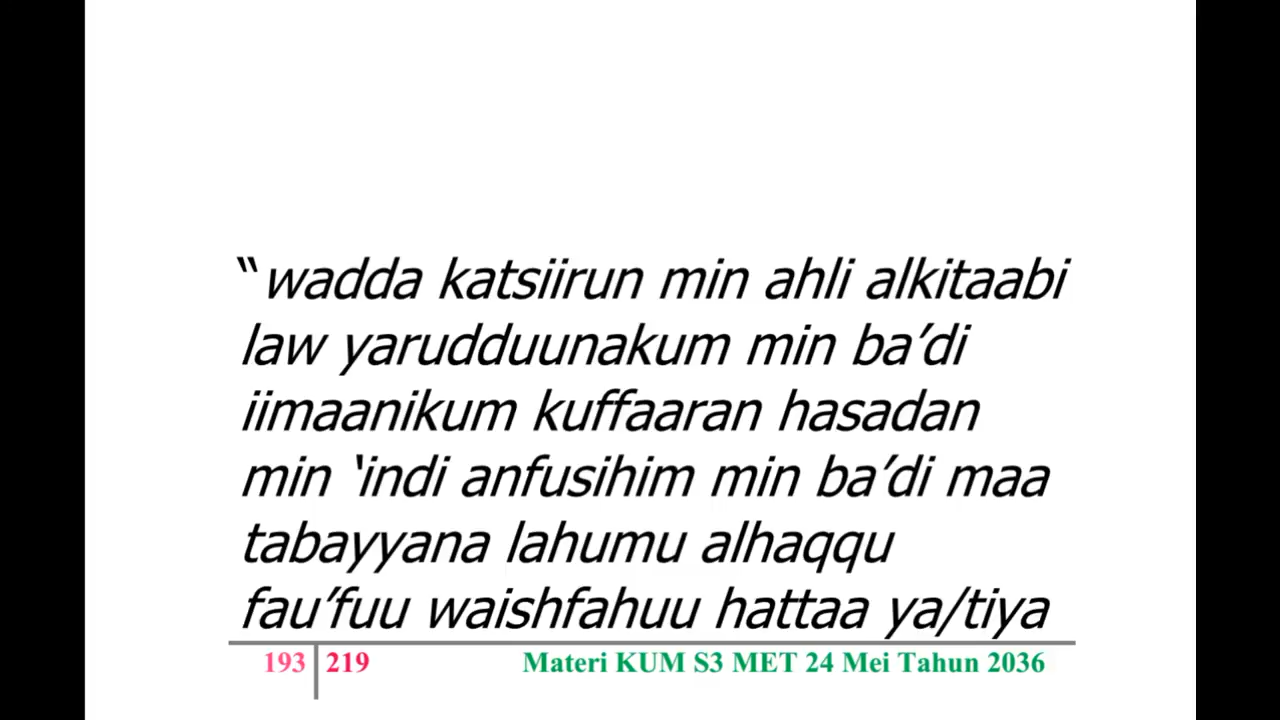 “wadda katsiirun min ahli alkitaabi
law yarudduunakum min ba’di
iimaanikum kuffaaran hasadan
min ‘indi anfusihim min ba’di maa
tabayyana lahumu alhaqqu
fau’fuu waishfahuu hattaa ya/tiya
193 219 Materi KUM S3 MET 24 Mei Tahun 2036